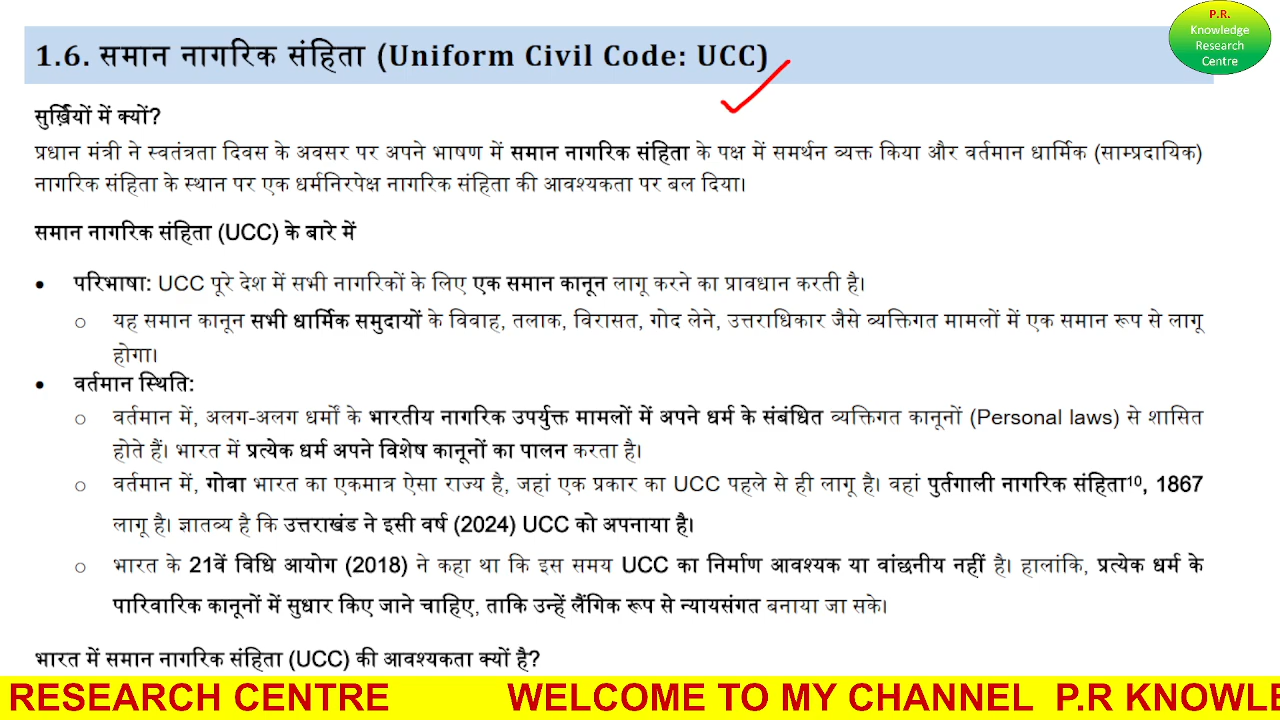 P.R.
Knowledge
Research
Centre
1.6. समान नागरिक संहिता (Uniform Civil Code: UCC)
सुर्ख़ियों में क्यों?
प्रधान मंत्री ने स्वतंत्रता दिवस के अवसर पर अपने भाषण में समान नागरिक संहिता के पक्ष में समर्थन व्यक्त किया और वर्तमान धार्मिक (साम्प्रदायिक)
नागरिक संहिता के स्थान पर एक धर्मनिरपेक्ष नागरिक संहिता की आवश्यकता पर बल दिया।
समान नागरिक संहिता (UCC) के बारे में
• परिभाषा: UCC पूरे देश में सभी नागरिकों के लिए एक समान कानून लागू करने का प्रावधान करती है।
o यह समान कानून सभी धार्मिक समुदायों के विवाह, तलाक, विरासत, गोद लेने, उत्तराधिकार जैसे व्यक्तिगत मामलों में एक समान रूप से लागू
होगा।
• वर्तमान स्थिति:
o वर्तमान में, अलग-अलग धर्मों के भारतीय नागरिक उपर्युक्त मामलों में अपने धर्म के संबंधित व्यक्तिगत कानूनों (Personal laws) से शासित
होते हैं। भारत में प्रत्येक धर्म अपने विशेष कानूनों का पालन करता है।
o वर्तमान में, गोवा भारत का एकमात्र ऐसा राज्य है, जहां एक प्रकार का UCC पहले से ही लागू है। वहां पुर्तगाली नागरिक संहिता¹⁰, 1867
लागू है। ज्ञातव्य है कि उत्तराखंड ने इसी वर्ष (2024) UCC को अपनाया है।
o भारत के 21वें विधि आयोग (2018) ने कहा था कि इस समय UCC का निर्माण आवश्यक या वांछनीय नहीं है। हालांकि, प्रत्येक धर्म के
पारिवारिक कानूनों में सुधार किए जाने चाहिए, ताकि उन्हें लैंगिक रूप से न्यायसंगत बनाया जा सके।
भारत में समान नागरिक संहिता (UCC) की आवश्यकता क्यों है?
RESEARCH CENTRE WELCOME TO MY CHANNEL P.R KNOWLE